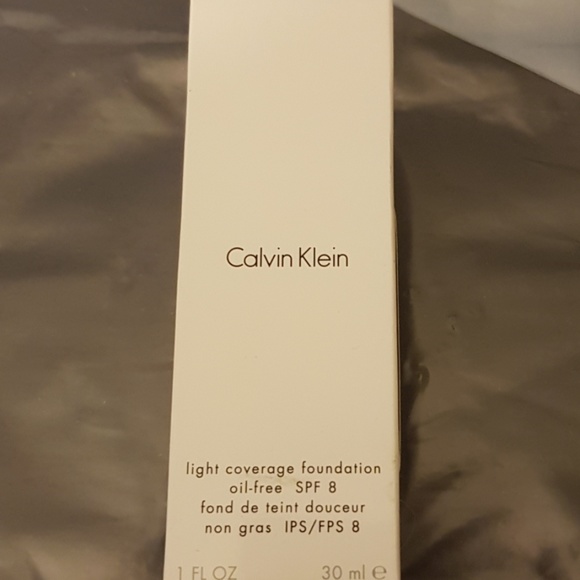 Calvin Klein
light coverage foundation
oil-free SPF 8
fond de teint douceur
non gras IPS/FPS 8
1 FL OZ 30 ml ℮